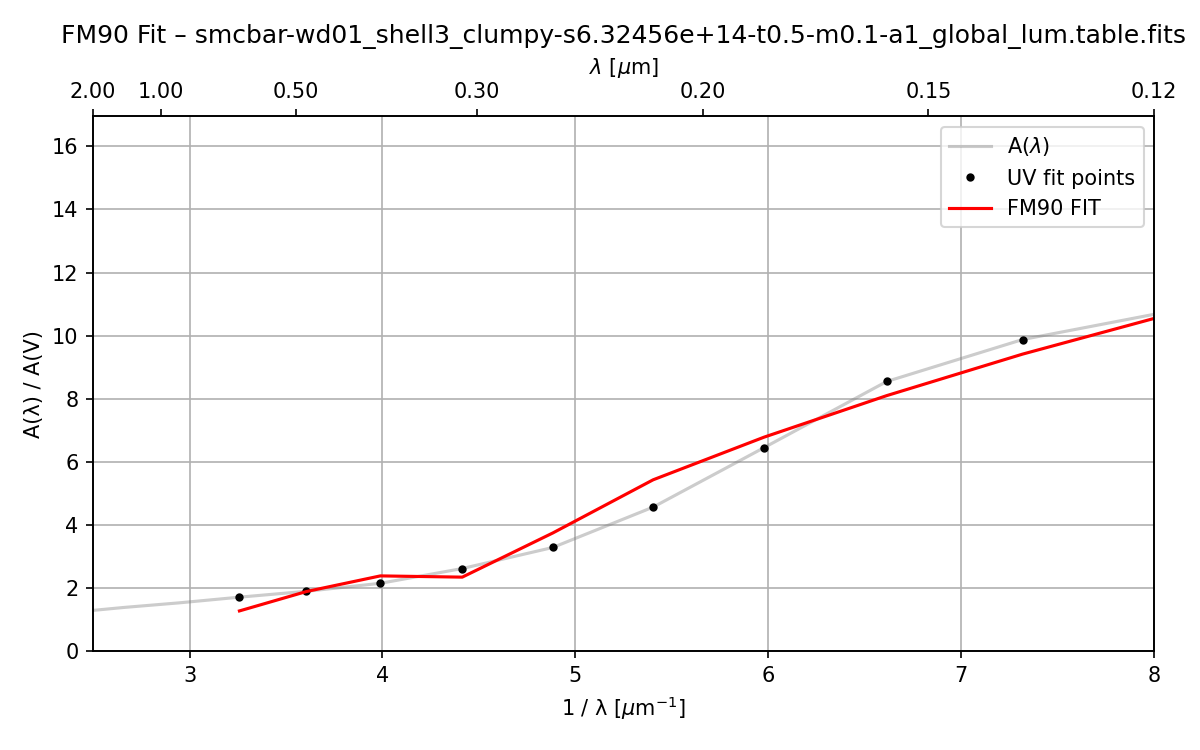 FM90 Fit – smcbar-wd01_shell3_clumpy-s6.32456e+14-t0.5-m0.1-a1_global_lum.table.fits
λ [μm]
2.00 1.00 0.50 0.30 0.20 0.15 0.12
A(λ)
UV fit points
FM90 FIT
A(λ) / A(V)
16
14
12
10
8
6
4
2
0
3 4 5 6 7 8
1 / λ [μm⁻¹]